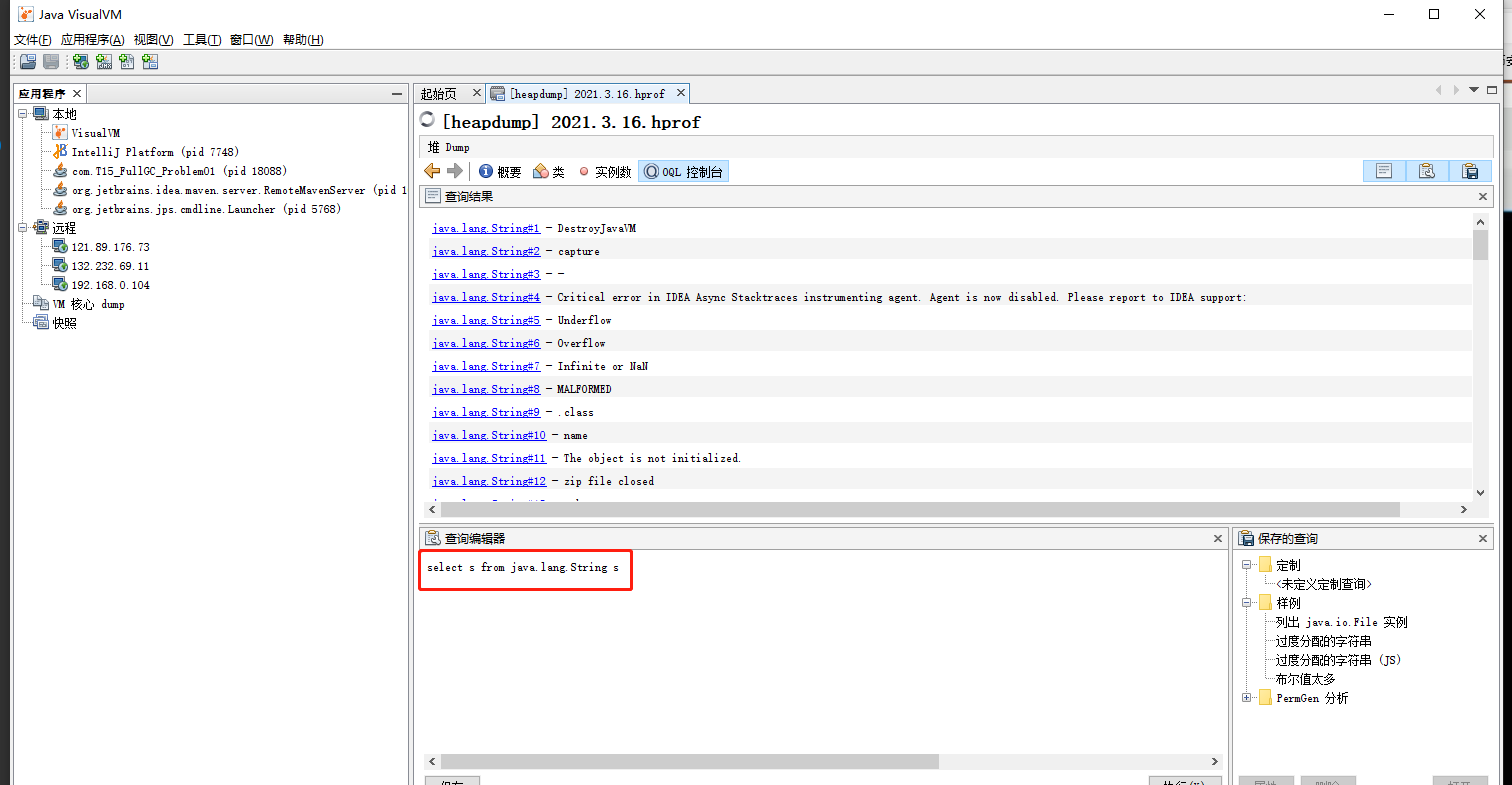 Java VisualVM
文件(F) 应用程序(A) 视图(V) 工具(T) 窗口(W) 帮助(H)
应用程序
本地
VisualVM
IntelliJ Platform (pid 7748)
com.T15_FullGC_Problem01 (pid 18088)
org.jetbrains.idea.maven.server.RemoteMavenServer (pid 1
org.jetbrains.jps.cmdline.Launcher (pid 5768)
远程
121.89.176.73
132.232.69.11
192.168.0.104
VM 核心 dump
快照
起始页 [heapdump] 2021.3.16.hprof
[heapdump] 2021.3.16.hprof
堆 Dump
概要 类 实例数 OQL 控制台
查询结果
java.lang.String#1 - DestroyJavaVM
java.lang.String#2 - capture
java.lang.String#3 - -
java.lang.String#4 - Critical error in IDEA Async Stacktraces instrumenting agent. Agent is now disabled. Please report to IDEA support:
java.lang.String#5 - Underflow
java.lang.String#6 - Overflow
java.lang.String#7 - Infinite or NaN
java.lang.String#8 - MALFORMED
java.lang.String#9 - .class
java.lang.String#10 - name
java.lang.String#11 - The object is not initialized.
java.lang.String#12 - zip file closed
查询编辑器
select s from java.lang.String s
保存的查询
定制
<未定义定制查询>
样例
列出 java.io.File 实例
过度分配的字符串
过度分配的字符串 (JS)
布尔值太多
PermGen 分析